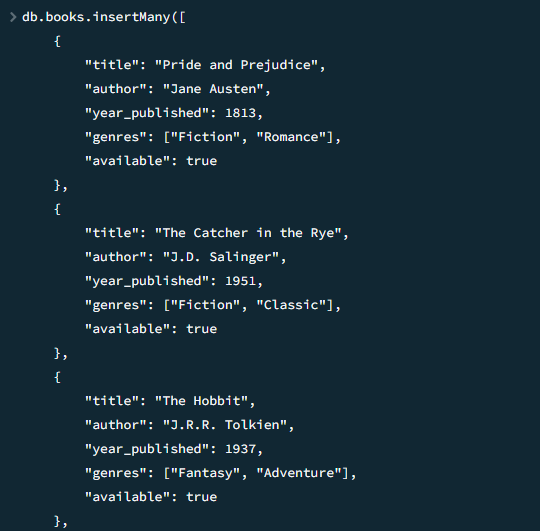 > db.books.insertMany([
{
"title": "Pride and Prejudice",
"author": "Jane Austen",
"year_published": 1813,
"genres": ["Fiction", "Romance"],
"available": true
},
{
"title": "The Catcher in the Rye",
"author": "J.D. Salinger",
"year_published": 1951,
"genres": ["Fiction", "Classic"],
"available": true
},
{
"title": "The Hobbit",
"author": "J.R.R. Tolkien",
"year_published": 1937,
"genres": ["Fantasy", "Adventure"],
"available": true
},